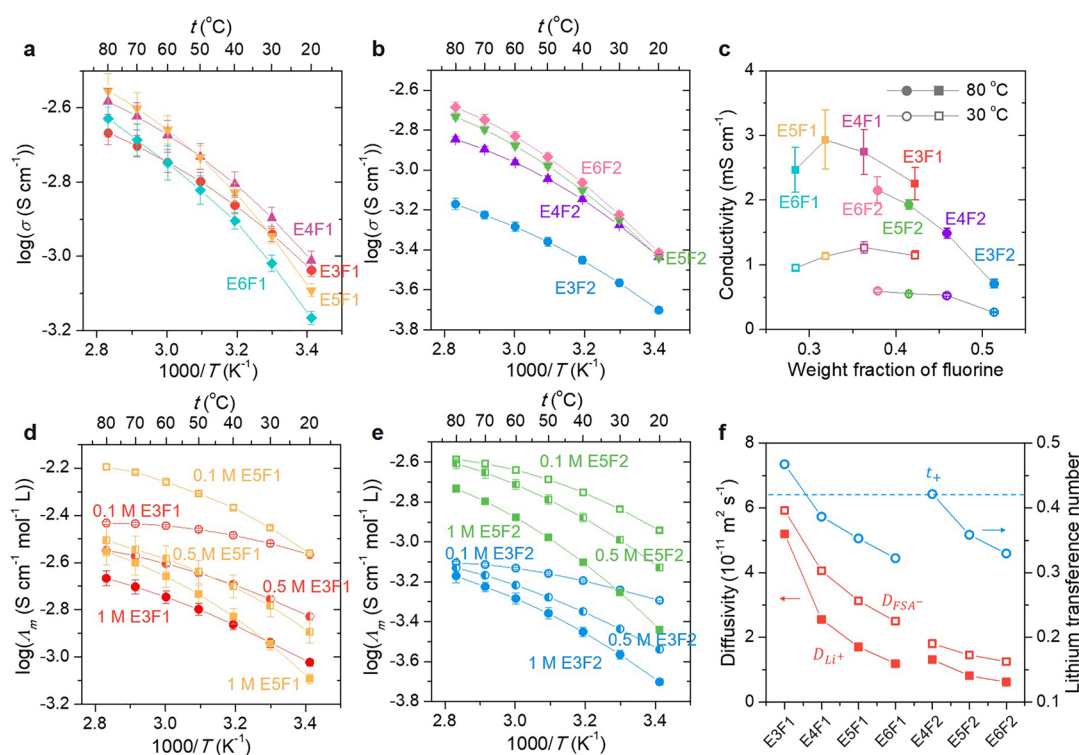 a
t (°C)
80 70 60 50 40 30 20
-2.6
-2.8
-3.0
-3.2
log(σ (S cm⁻¹))
E4F1
E3F1
E5F1
E6F1
2.8 3.0 3.2 3.4
1000/T (K⁻¹)
b
t (°C)
80 70 60 50 40 30 20
-2.6
-2.8
-3.0
-3.2
-3.4
-3.6
-3.8
log(σ (S cm⁻¹))
E6F2
E4F2
E5F2
E3F2
2.8 3.0 3.2 3.4
1000/T (K⁻¹)
c
80 °C
30 °C
4
3
2
1
0
Conductivity (mS cm⁻¹)
E5F1
E4F1
E3F1
E6F1
E6F2
E5F2
E4F2
E3F2
0.3 0.4 0.5
Weight fraction of fluorine
d
t (°C)
80 70 60 50 40 30 20
-2.2
-2.4
-2.6
-2.8
-3.0
-3.2
log(Λm (S cm⁻¹ mol⁻¹ L))
0.1 M E5F1
0.1 M E3F1
0.5 M E5F1
0.5 M E3F1
1 M E3F1
1 M E5F1
2.8 3.0 3.2 3.4
1000/T (K⁻¹)
e
t (°C)
80 70 60 50 40 30 20
-2.6
-2.8
-3.0
-3.2
-3.4
-3.6
-3.8
log(Λm (S cm⁻¹ mol⁻¹ L))
0.1 M E5F2
1 M E5F2
0.5 M E5F2
0.1 M E3F2
0.5 M E3F2
1 M E3F2
2.8 3.0 3.2 3.4
1000/T (K⁻¹)
f
8
6
4
2
0
Diffusivity (10⁻¹¹ m² s⁻¹)
t₊
D_FSA⁻
D_Li⁺
0.5
0.4
0.3
0.2
0.1
Lithium transference number
E3F1
E4F1
E5F1
E6F1
E4F2
E5F2
E6F2